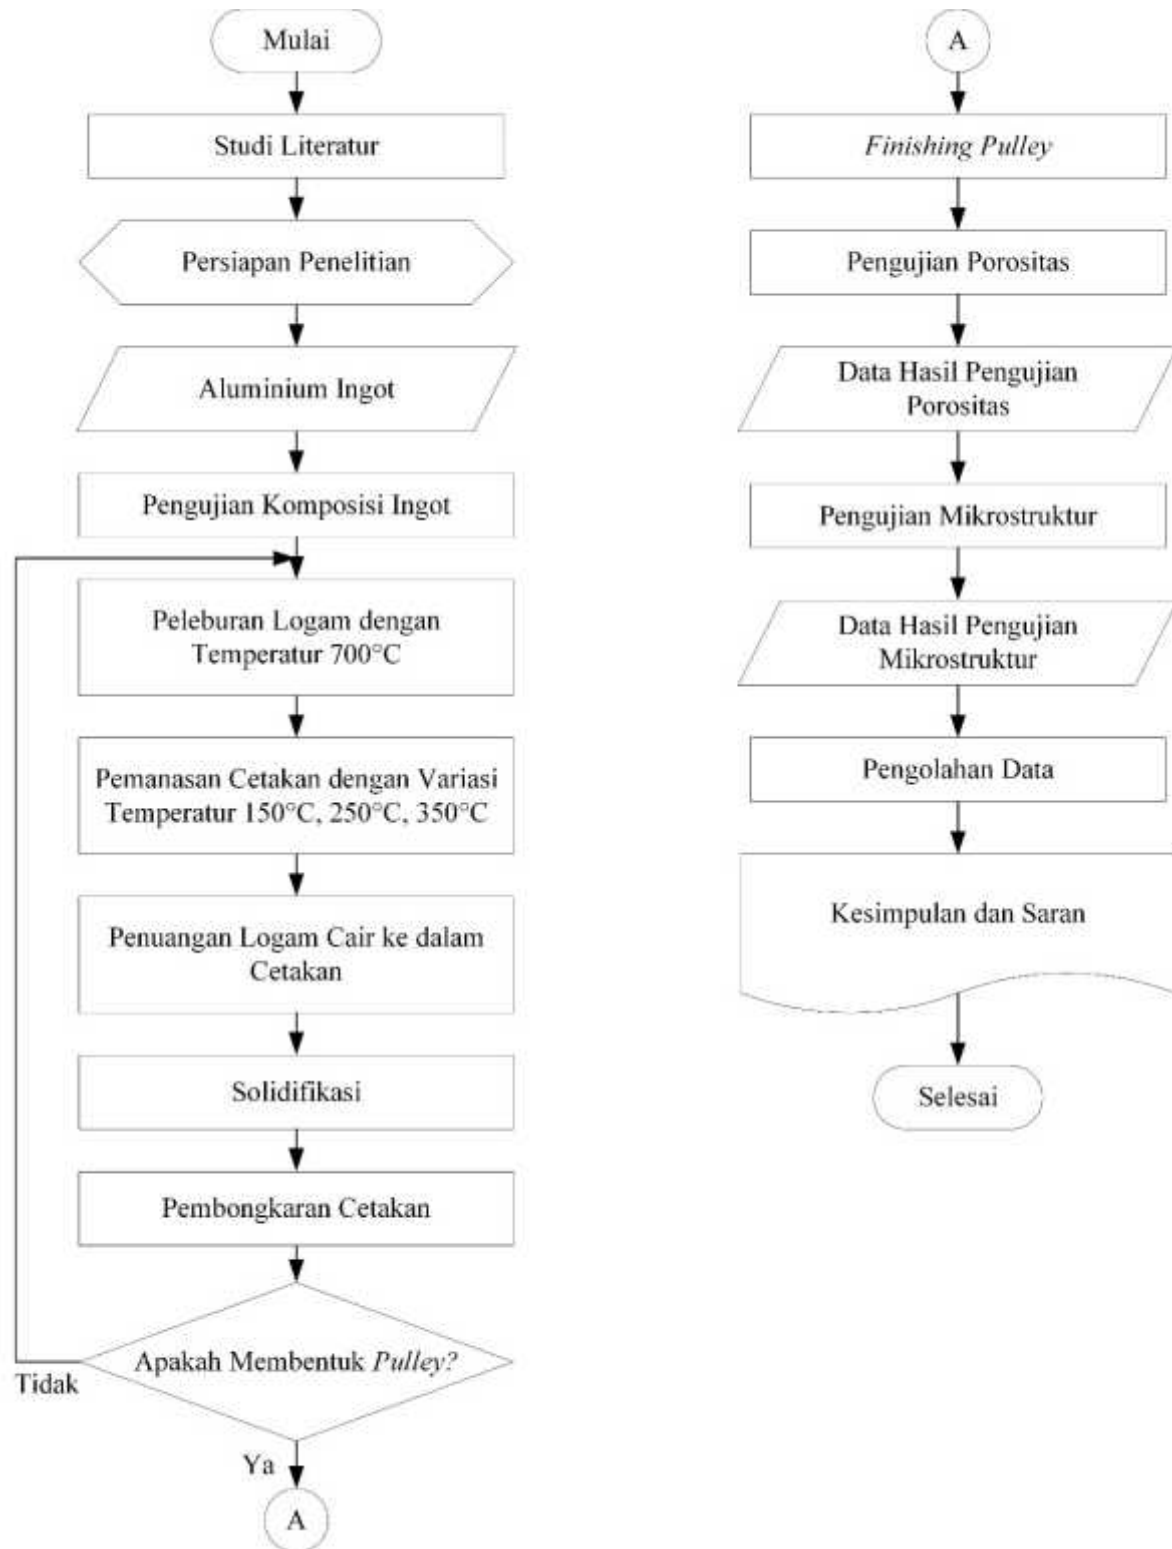 Mulai
Studi Literatur
Persiapan Penelitian
Aluminium Ingot
Pengujian Komposisi Ingot
Peleburan Logam dengan
Temperatur 700°C
Pemanasan Cetakan dengan Variasi
Temperatur 150°C, 250°C, 350°C
Penuangan Logam Cair ke dalam
Cetakan
Solidifikasi
Pembongkaran Cetakan
Apakah Membentuk Pulley?
Tidak
Ya
A
A
Finishing Pulley
Pengujian Porositas
Data Hasil Pengujian
Porositas
Pengujian Mikrostruktur
Data Hasil Pengujian
Mikrostruktur
Pengolahan Data
Kesimpulan dan Saran
Selesai